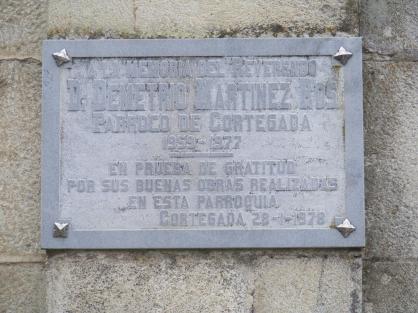 A LA MEMORIA DEL REVERENDO
D. DEMETRIO MARTINEZ ROS
PARROCO DE CORTEGADA
1959-1977
EN PRUEBA DE GRATITUD
POR SUS BUENAS OBRAS REALIZADAS
EN ESTA PARROQUIA
CORTEGADA 28-1-1978